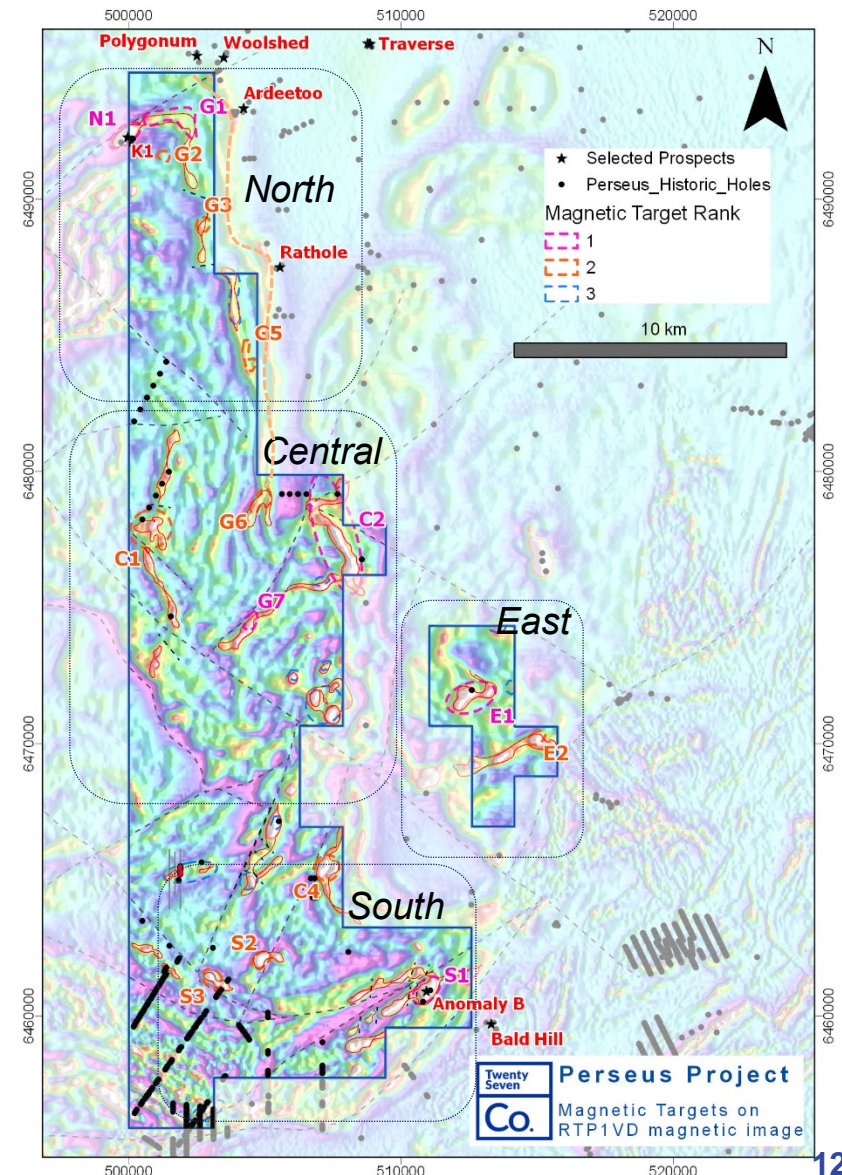 500000
510000
520000
Polygonum
Woolshed
Traverse
N
G1
Ardeetoo
N1
K1
G2
North
Selected Prospects
Perseus_Historic_Holes
Magnetic Target Rank
1
2
3
6490000
6490000
G3
Rathole
G5
10 km
Central
6480000
6480000
G6
C2
C1
G7
East
E1
E2
6470000
6470000
C4
South
S2
S1
S3
Anomaly B
6460000
6460000
Bald Hill
Twenty
Seven
Co.
Perseus Project
Magnetic Targets on
RTP1VD magnetic image
500000
510000
520000
12